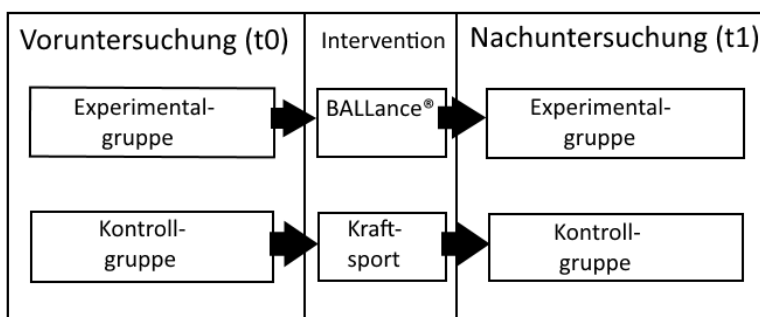 Voruntersuchung (t0)
Intervention
Nachuntersuchung (t1)
Experimental-
gruppe
BALLance®
Experimental-
gruppe
Kontroll-
gruppe
Kraft-
sport
Kontroll-
gruppe